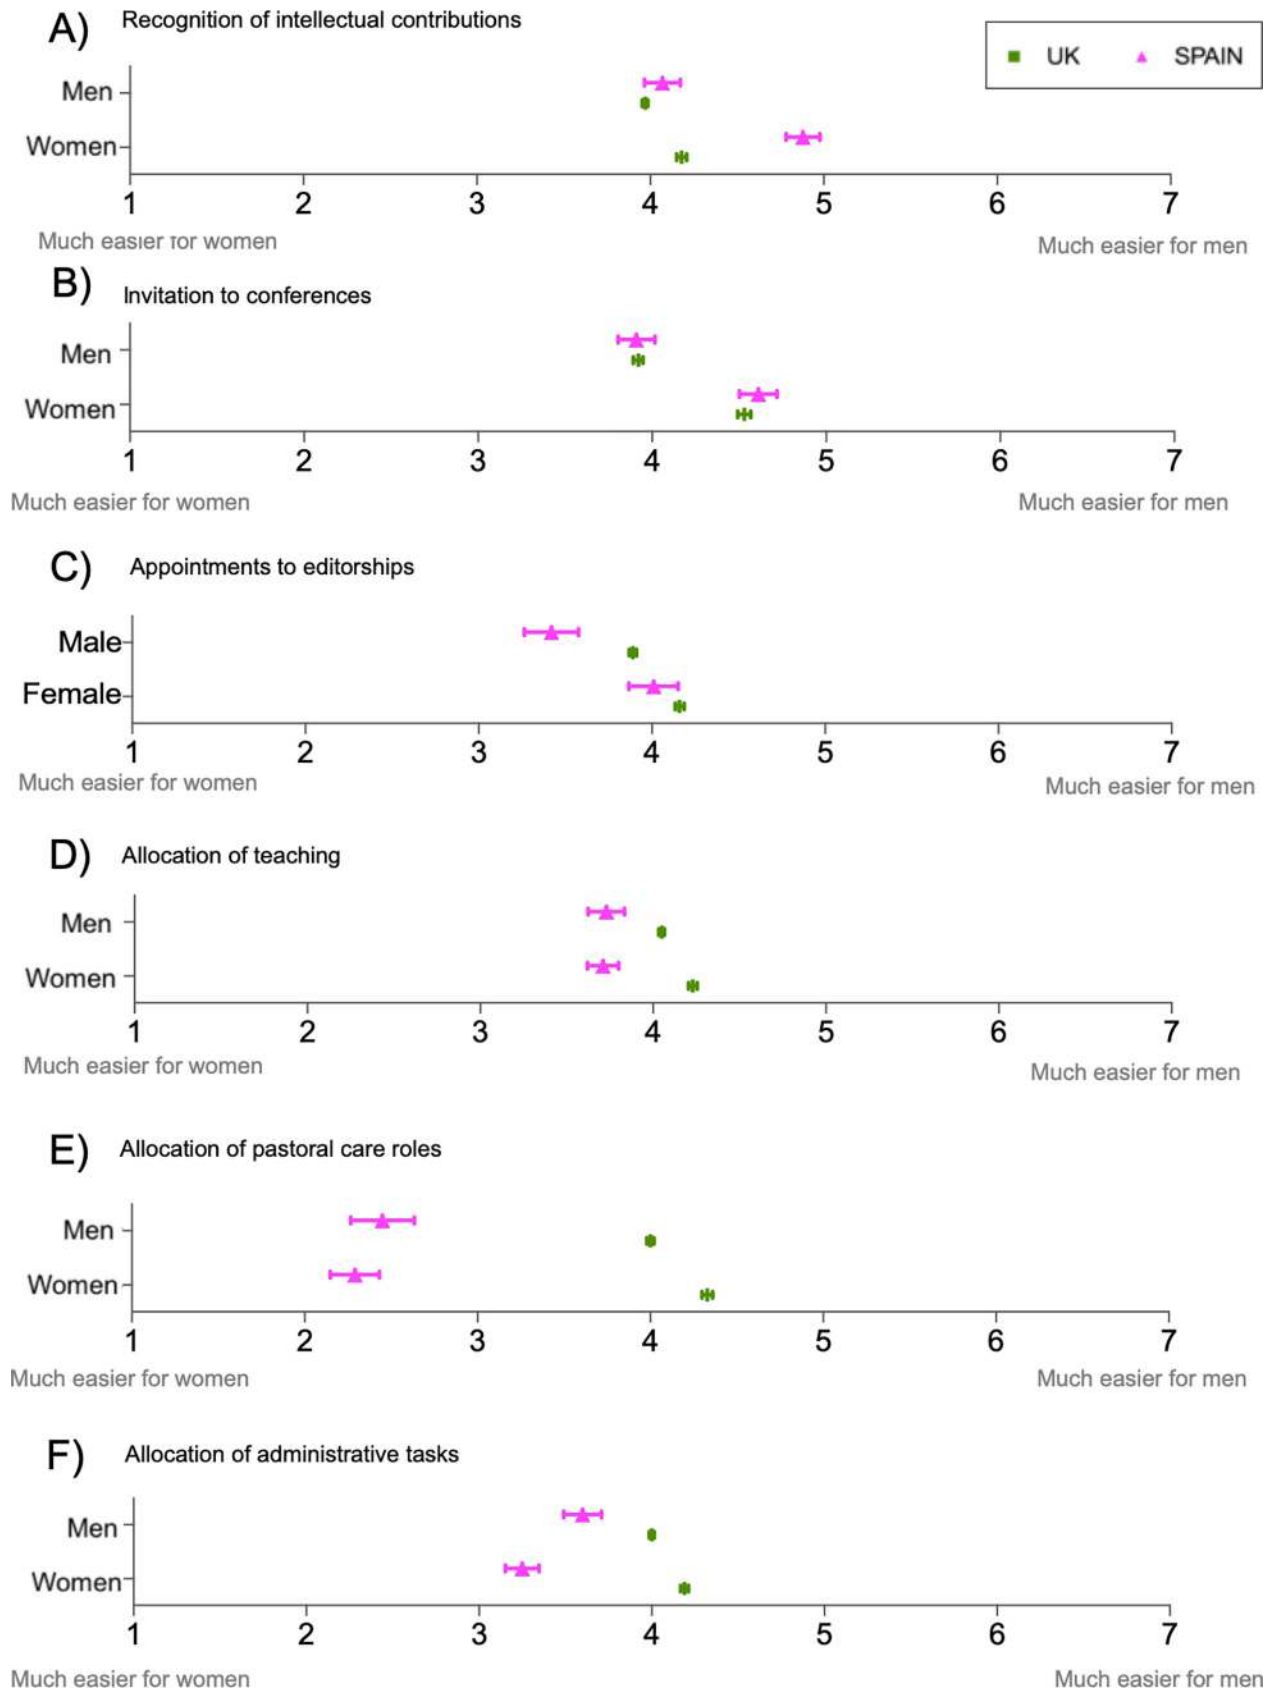 A) Recognition of intellectual contributions
UK SPAIN
Men
Women
1 2 3 4 5 6 7
Much easier for women Much easier for men
B) Invitation to conferences
Men
Women
1 2 3 4 5 6 7
Much easier for women Much easier for men
C) Appointments to editorships
Male
Female
1 2 3 4 5 6 7
Much easier for women Much easier for men
D) Allocation of teaching
Men
Women
1 2 3 4 5 6 7
Much easier for women Much easier for men
E) Allocation of pastoral care roles
Men
Women
1 2 3 4 5 6 7
Much easier for women Much easier for men
F) Allocation of administrative tasks
Men
Women
1 2 3 4 5 6 7
Much easier for women Much easier for men